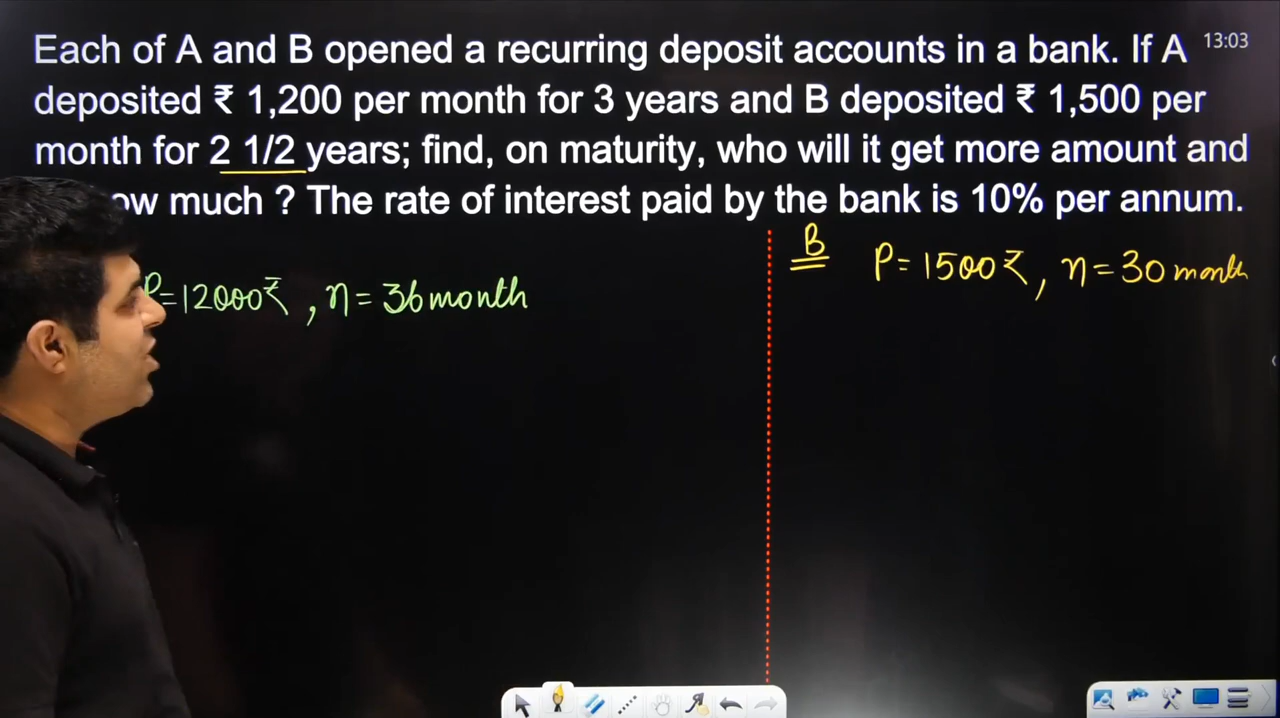 Each of A and B opened a recurring deposit accounts in a bank. If A
13:03
deposited ₹ 1,200 per month for 3 years and B deposited ₹ 1,500 per
month for 2 1/2 years; find, on maturity, who will it get more amount and
much ? The rate of interest paid by the bank is 10% per annum.
P=12000₹ , n = 36 month
B
P= 1500₹ , n = 30 month